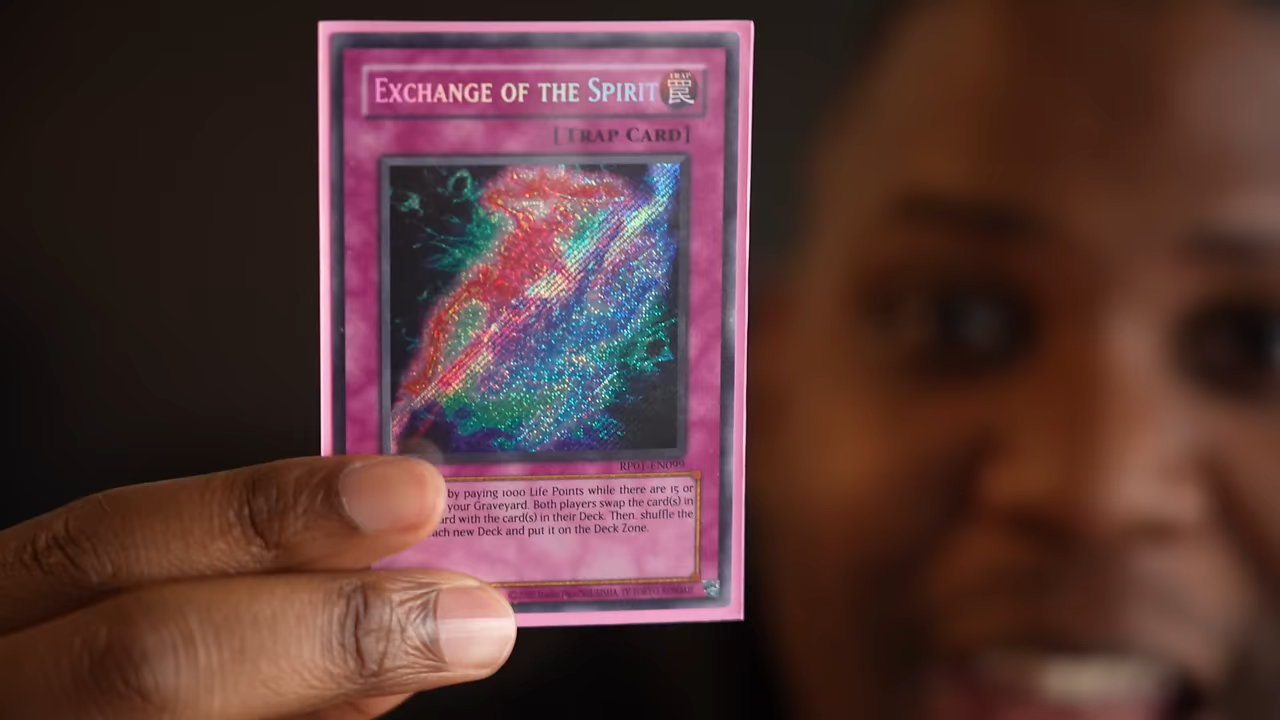 EXCHANGE OF THE SPIRIT
TRAP
罠
[TRAP CARD]
RP01-EN099
by paying 1000 Life Points while there are 15 or
your Graveyard. Both players swap the card(s) in
ard with the card(s) in their Deck. Then, shuffle the
ach new Deck and put it on the Deck Zone.